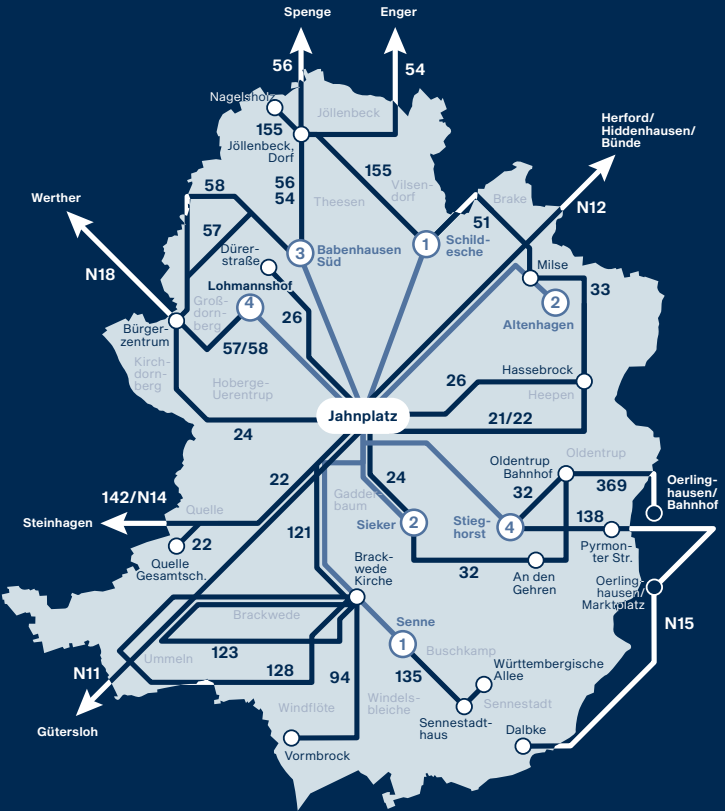 Spenge
Enger
56
54
Nagelsholz
Jöllenbeck
155
Jöllenbeck,
Dorf
Herford/
Hiddenhausen/
Bünde
155
56
54
Theesen
Vilsen-
dorf
Brake
58
Werther
57
51
N12
Dürer-
straße
3
Babenhausen
Süd
1
Schild-
esche
N18
Milse
33
Lohmannshof
4
Groß-
dorn-
berg
2
Altenhagen
26
Bürger-
zentrum
57/58
Kirch-
dorn-
berg
Hoberge-
Uerentrup
26
Hassebrock
Heepen
Jahnplatz
21/22
24
22
24
Oldentrup
Oldentrup
Bahnhof
369
Oerling-
hausen/
Bahnhof
32
142/N14
Steinhagen
Quelle
Gadder-
baum
Sieker
2
Stieg-
horst
4
138
121
22
Quelle
Gesamtsch.
Pyrmon-
ter Str.
Brack-
wede
Kirche
32
An den
Gehren
Oerling-
hausen/
Marktplatz
Brackwede
Senne
1
N15
123
Ummeln
Buschkamp
N11
128
94
135
Württembergische
Allee
Windflöte
Windels-
bleiche
Sennestadt
Sennestadt-
haus
Gütersloh
Dalbke
Vormbrock